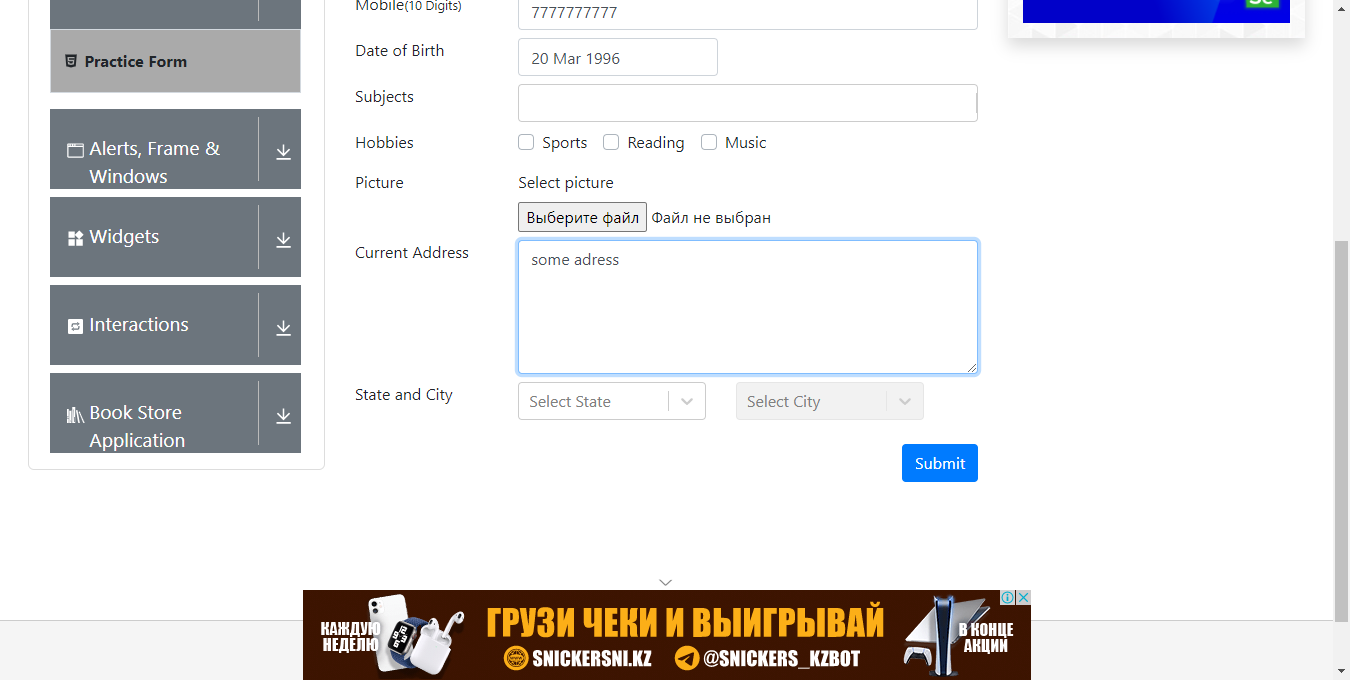 Mobile(10 Digits)
7777777777
Practice Form
Date of Birth
20 Mar 1996
Subjects
Alerts, Frame &
Windows
Hobbies
Sports
Reading
Music
Picture
Select picture
Выберите файл Файл не выбран
Widgets
Current Address
some adress
Interactions
State and City
Select State
Select City
Book Store
Application
Submit
КАЖДУЮ
НЕДЕЛЮ
ГРУЗИ ЧЕКИ И ВЫИГРЫВАЙ
SNICKERSNI.KZ
@SNICKERS_KZBOT
В КОНЦЕ
АКЦИИ